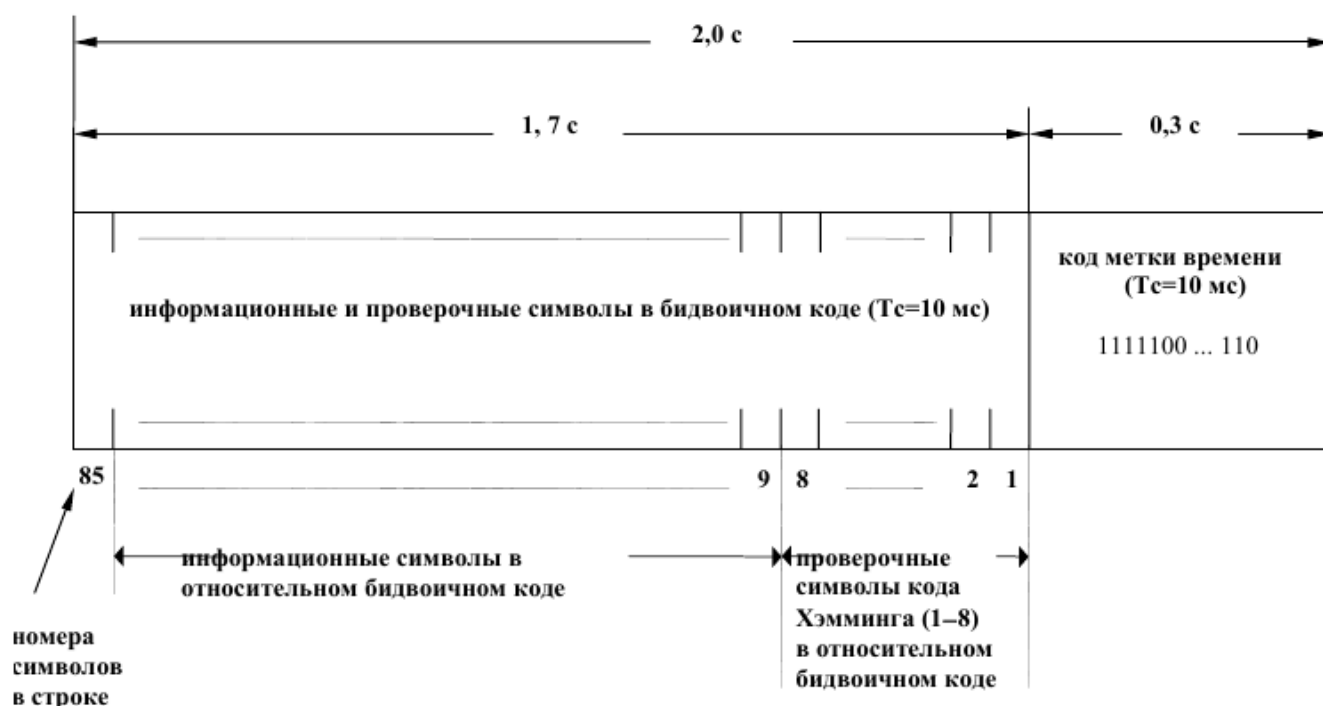 2,0 с
1, 7 с
0,3 с
код метки времени
(Тс=10 мс)
информационные и проверочные символы в бидвоичном коде (Тс=10 мс)
1111100 ... 110
85
9
8
2
1
информационные символы в
относительном бидвоичном коде
проверочные
символы кода
Хэмминга (1–8)
в относительном
бидвоичном коде
номера
символов
в строке